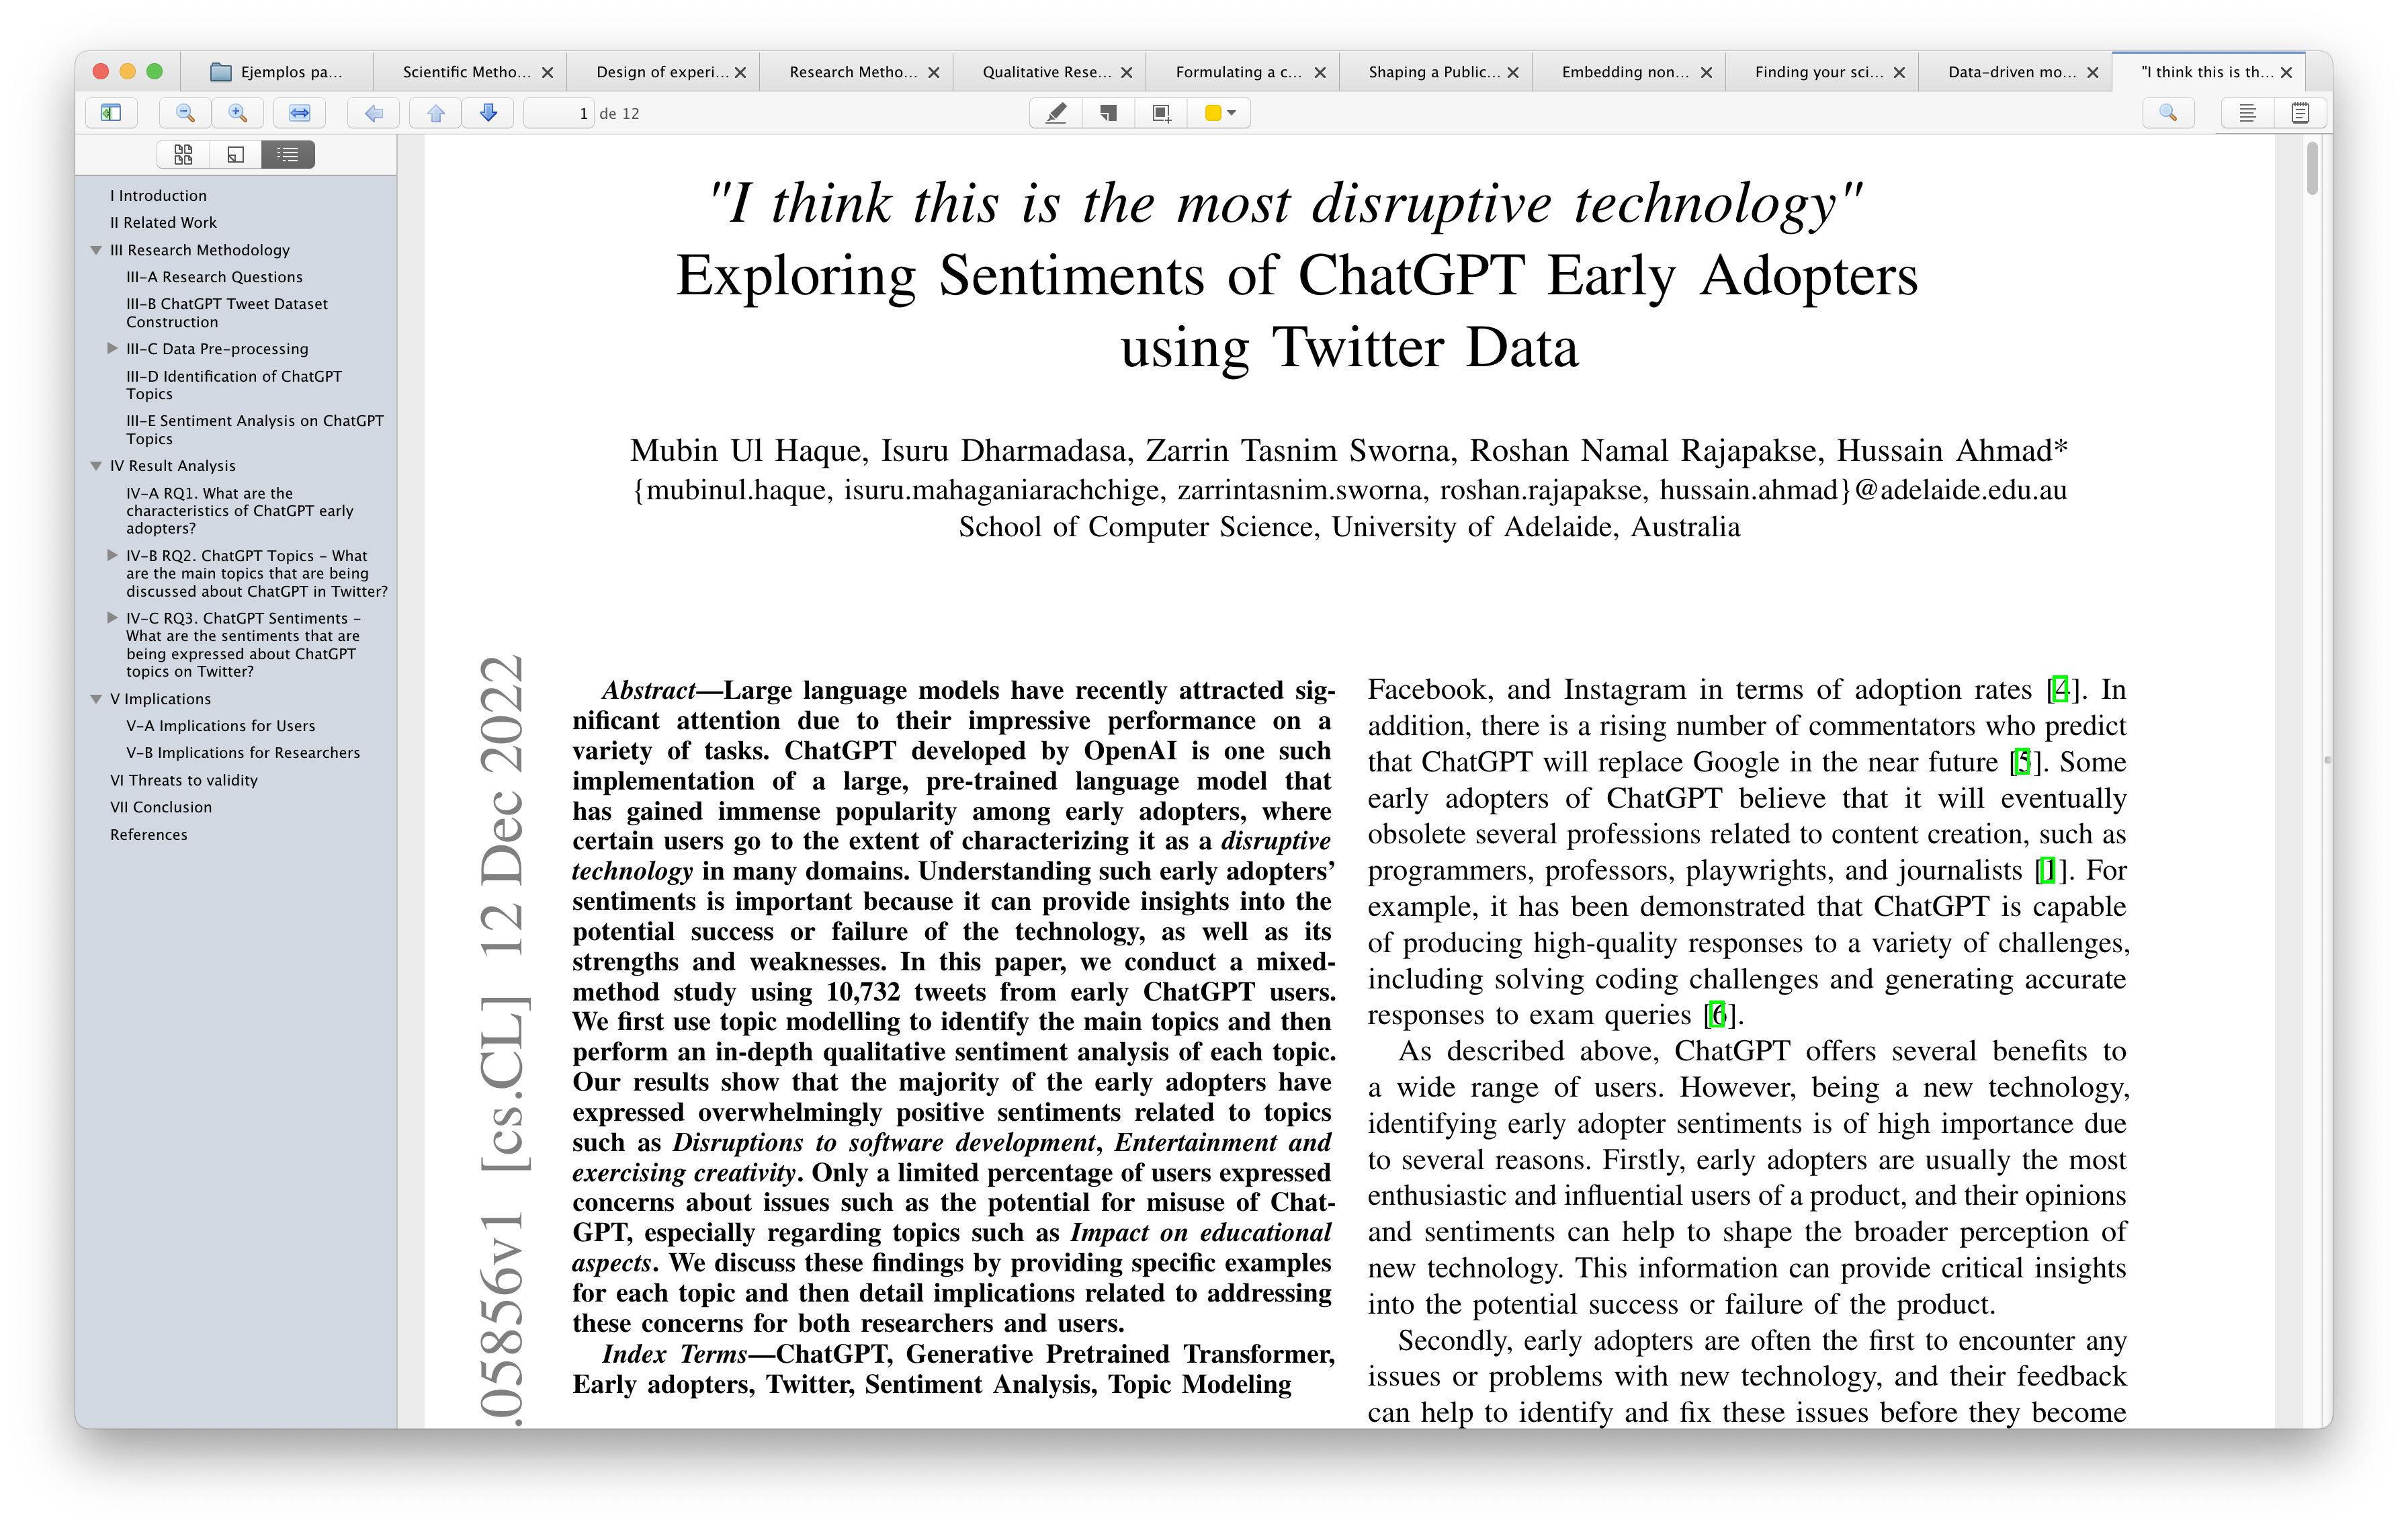 Ejemplos pa...
Scientific Metho...
Design of experi...
Research Metho...
Qualitative Rese...
Formulating a c...
Shaping a Public...
Embedding non...
Finding your sci...
Data-driven mo...
"I think this is th...
1 de 12
I Introduction
II Related Work
III Research Methodology
III-A Research Questions
III-B ChatGPT Tweet Dataset
Construction
III-C Data Pre-processing
III-D Identification of ChatGPT
Topics
III-E Sentiment Analysis on ChatGPT
Topics
IV Result Analysis
IV-A RQ1. What are the
characteristics of ChatGPT early
adopters?
IV-B RQ2. ChatGPT Topics – What
are the main topics that are being
discussed about ChatGPT in Twitter?
IV-C RQ3. ChatGPT Sentiments –
What are the sentiments that are
being expressed about ChatGPT
topics on Twitter?
V Implications
V-A Implications for Users
V-B Implications for Researchers
VI Threats to validity
VII Conclusion
References
"I think this is the most disruptive technology"
Exploring Sentiments of ChatGPT Early Adopters
using Twitter Data
Mubin Ul Haque, Isuru Dharmadasa, Zarrin Tasnim Sworna, Roshan Namal Rajapakse, Hussain Ahmad*
{mubinul.haque, isuru.mahaganiarachchige, zarrintasnim.sworna, roshan.rajapakse, hussain.ahmad}@adelaide.edu.au
School of Computer Science, University of Adelaide, Australia
.05856v1 [cs.CL] 12 Dec 2022
Abstract—Large language models have recently attracted sig-
nificant attention due to their impressive performance on a
variety of tasks. ChatGPT developed by OpenAI is one such
implementation of a large, pre-trained language model that
has gained immense popularity among early adopters, where
certain users go to the extent of characterizing it as a disruptive
technology in many domains. Understanding such early adopters'
sentiments is important because it can provide insights into the
potential success or failure of the technology, as well as its
strengths and weaknesses. In this paper, we conduct a mixed-
method study using 10,732 tweets from early ChatGPT users.
We first use topic modelling to identify the main topics and then
perform an in-depth qualitative sentiment analysis of each topic.
Our results show that the majority of the early adopters have
expressed overwhelmingly positive sentiments related to topics
such as Disruptions to software development, Entertainment and
exercising creativity. Only a limited percentage of users expressed
concerns about issues such as the potential for misuse of Chat-
GPT, especially regarding topics such as Impact on educational
aspects. We discuss these findings by providing specific examples
for each topic and then detail implications related to addressing
these concerns for both researchers and users.
Index Terms—ChatGPT, Generative Pretrained Transformer,
Early adopters, Twitter, Sentiment Analysis, Topic Modeling
Facebook, and Instagram in terms of adoption rates [4]. In
addition, there is a rising number of commentators who predict
that ChatGPT will replace Google in the near future [5]. Some
early adopters of ChatGPT believe that it will eventually
obsolete several professions related to content creation, such as
programmers, professors, playwrights, and journalists [1]. For
example, it has been demonstrated that ChatGPT is capable
of producing high-quality responses to a variety of challenges,
including solving coding challenges and generating accurate
responses to exam queries [6].
As described above, ChatGPT offers several benefits to
a wide range of users. However, being a new technology,
identifying early adopter sentiments is of high importance due
to several reasons. Firstly, early adopters are usually the most
enthusiastic and influential users of a product, and their opinions
and sentiments can help to shape the broader perception of
new technology. This information can provide critical insights
into the potential success or failure of the product.
Secondly, early adopters are often the first to encounter any
issues or problems with new technology, and their feedback
can help to identify and fix these issues before they become